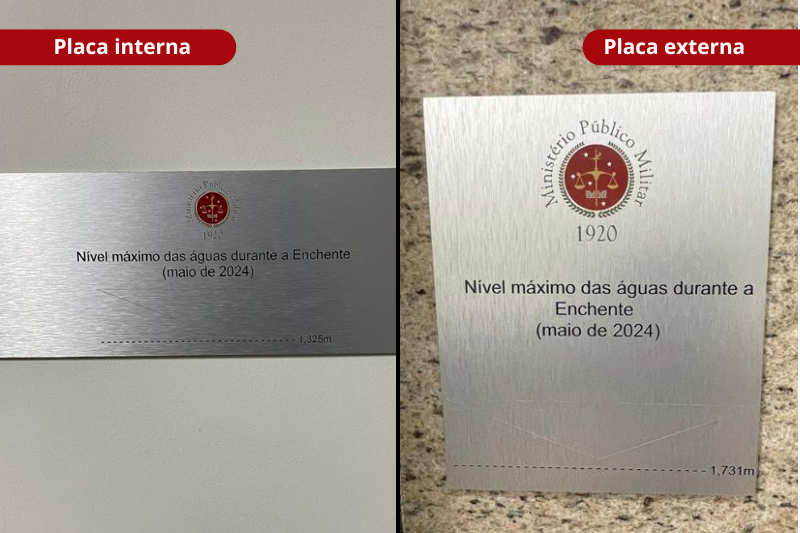 Placa interna
Ministério Público Militar
1920
Nível máximo das águas durante a Enchente
(maio de 2024)
1,325m
Placa externa
Ministério Público Militar
1920
Nível máximo das águas durante a
Enchente
(maio de 2024)
1,731m